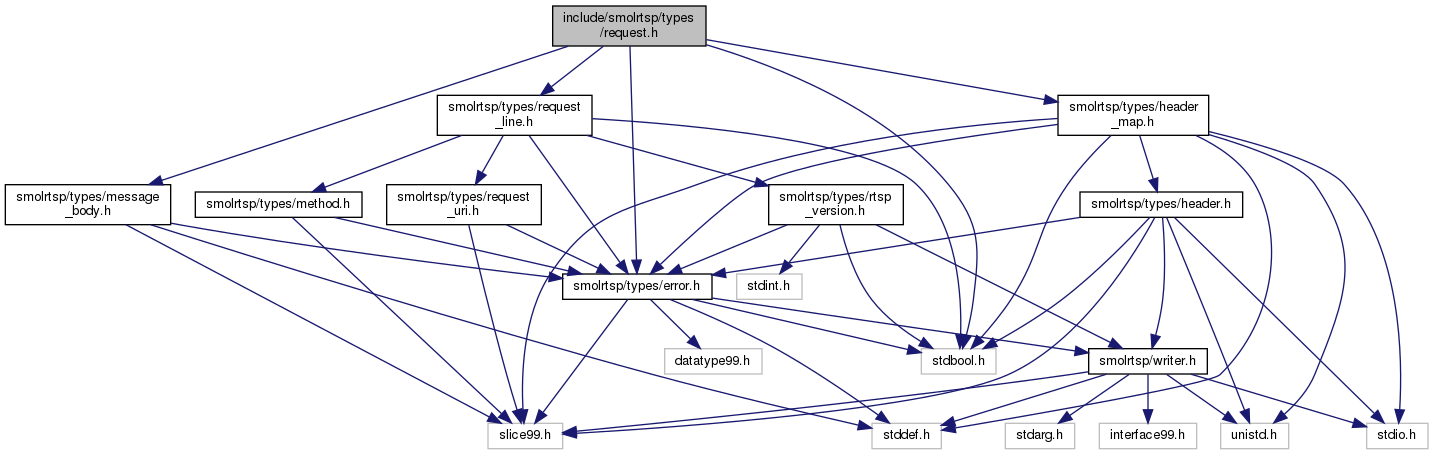 include/smolrtsp/types
/request.h
smolrtsp/types/request
_line.h
smolrtsp/types/header
_map.h
smolrtsp/types/message
_body.h
smolrtsp/types/method.h
smolrtsp/types/request
_uri.h
smolrtsp/types/rtsp
_version.h
smolrtsp/types/header.h
smolrtsp/types/error.h
stdint.h
datatype99.h
stdbool.h
smolrtsp/writer.h
slice99.h
stddef.h
stdarg.h
interface99.h
unistd.h
stdio.h